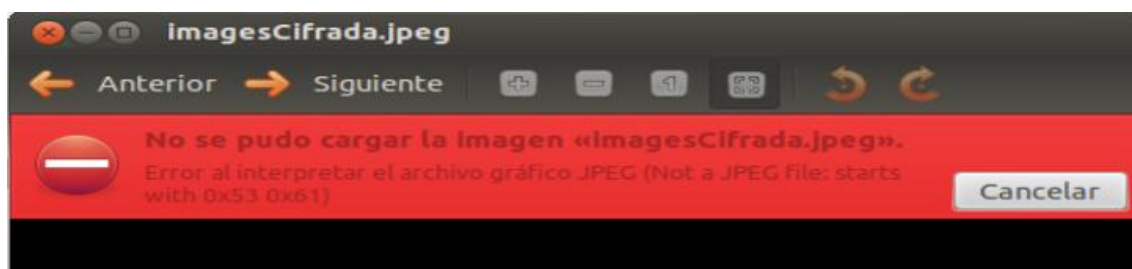 imagesCifrada.jpeg
Anterior Siguiente
No se pudo cargar la imagen «imagesCifrada.jpeg».
Error al interpretar el archivo gráfico JPEG (Not a JPEG file: starts
with 0x53 0x61)
Cancelar